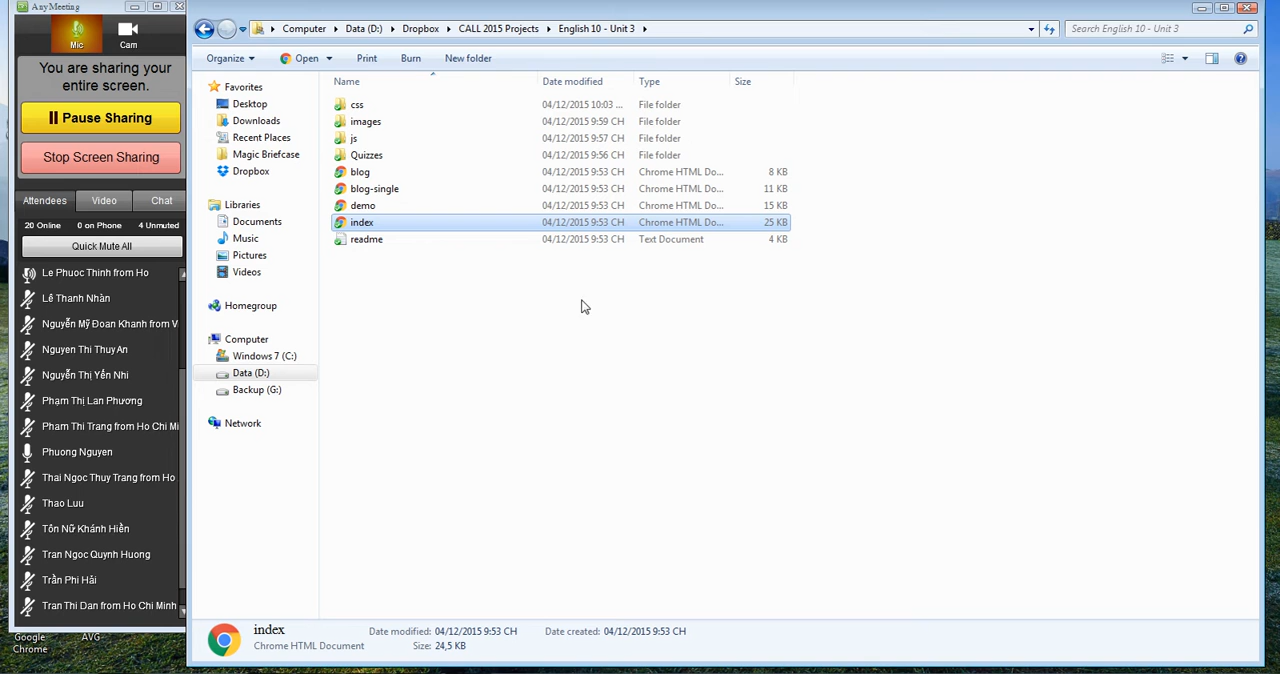 AnyMeeting
Mic
Cam
You are sharing your
entire screen.
Pause Sharing
Stop Screen Sharing
Attendees
Video
Chat
20 Online
0 on Phone
4 Unmuted
Quick Mute All
Le Phuoc Thinh from Ho
Lê Thanh Nhàn
Nguyễn Mỹ Đoan Khanh from V
Nguyen Thi Thuy An
Nguyễn Thị Yến Nhi
Phạm Thị Lan Phương
Pham Thi Trang from Ho Chi Mi
Phuong Nguyen
Thai Ngoc Thuy Trang from Ho
Thao Luu
Tôn Nữ Khánh Hiền
Tran Ngoc Quynh Huong
Trần Phi Hải
Tran Thi Dan from Ho Chi Minh
Google
Chrome
AVG
Computer
Data (D:)
Dropbox
CALL 2015 Projects
English 10 - Unit 3
Search English 10 - Unit 3
Organize
Open
Print
Burn
New folder
Favorites
Desktop
Downloads
Recent Places
Magic Briefcase
Dropbox
Libraries
Documents
Music
Pictures
Videos
Homegroup
Computer
Windows 7 (C:)
Data (D:)
Backup (G:)
Network
Name Date modified Type Size
css 04/12/2015 10:03 ... File folder
images 04/12/2015 9:59 CH File folder
js 04/12/2015 9:57 CH File folder
Quizzes 04/12/2015 9:56 CH File folder
blog 04/12/2015 9:53 CH Chrome HTML Do... 8 KB
blog-single 04/12/2015 9:53 CH Chrome HTML Do... 11 KB
demo 04/12/2015 9:53 CH Chrome HTML Do... 15 KB
index 04/12/2015 9:53 CH Chrome HTML Do... 25 KB
readme 04/12/2015 9:53 CH Text Document 4 KB
index Date modified: 04/12/2015 9:53 CH Date created: 04/12/2015 9:53 CH
Chrome HTML Document Size: 24,5 KB